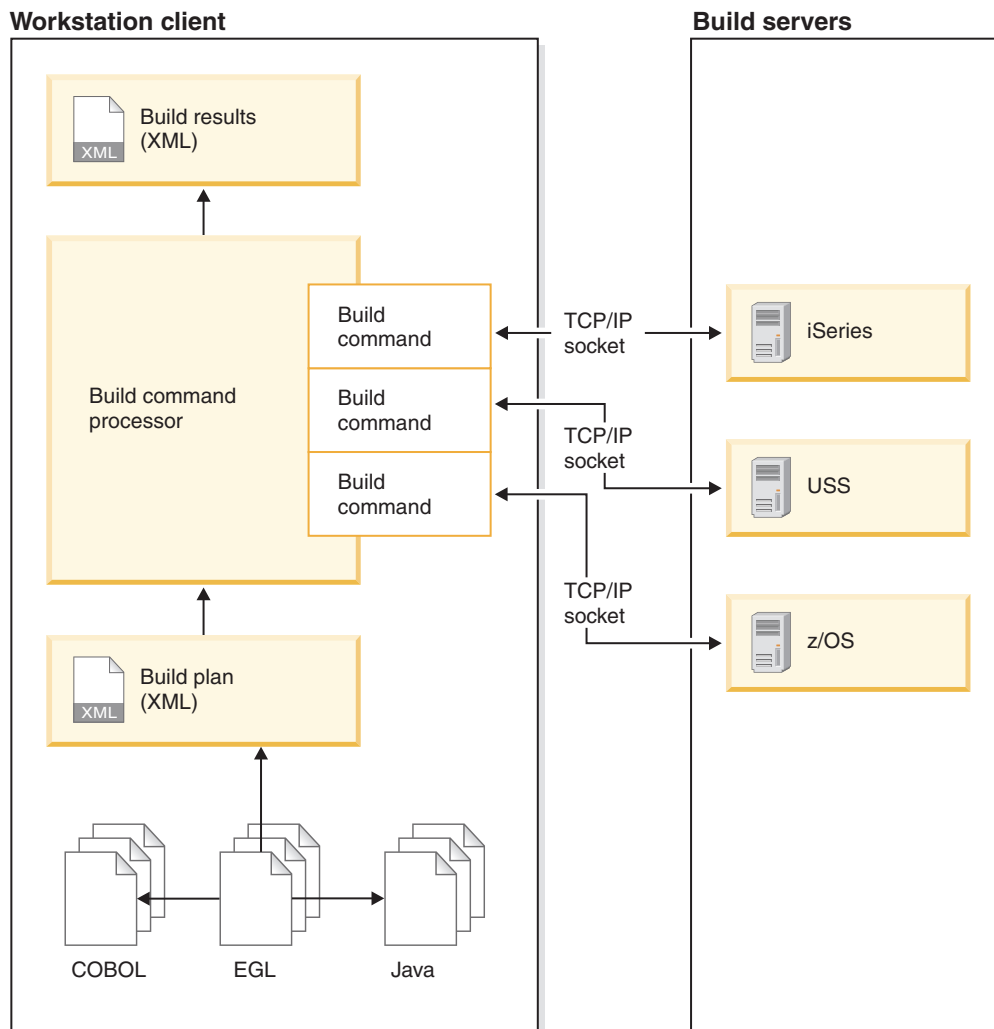 Workstation client
Build servers
Build results
(XML)
XML
Build command
processor
Build
command
Build
command
Build
command
TCP/IP
socket
TCP/IP
socket
TCP/IP
socket
iSeries
USS
z/OS
Build plan
(XML)
XML
COBOL
EGL
Java